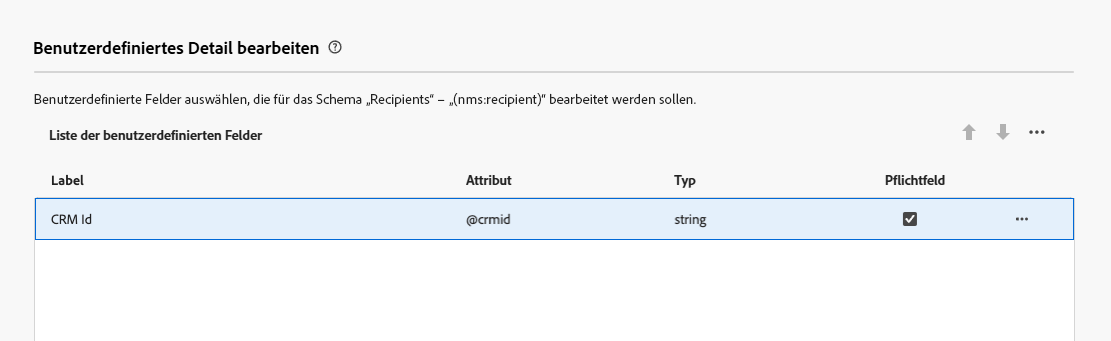 Benutzerdefiniertes Detail bearbeiten
Benutzerdefinierte Felder auswählen, die für das Schema „Recipients“ – „(nms:recipient)“ bearbeitet werden sollen.
Liste der benutzerdefinierten Felder
Label Attribut Typ Pflichtfeld
CRM Id @crmid string